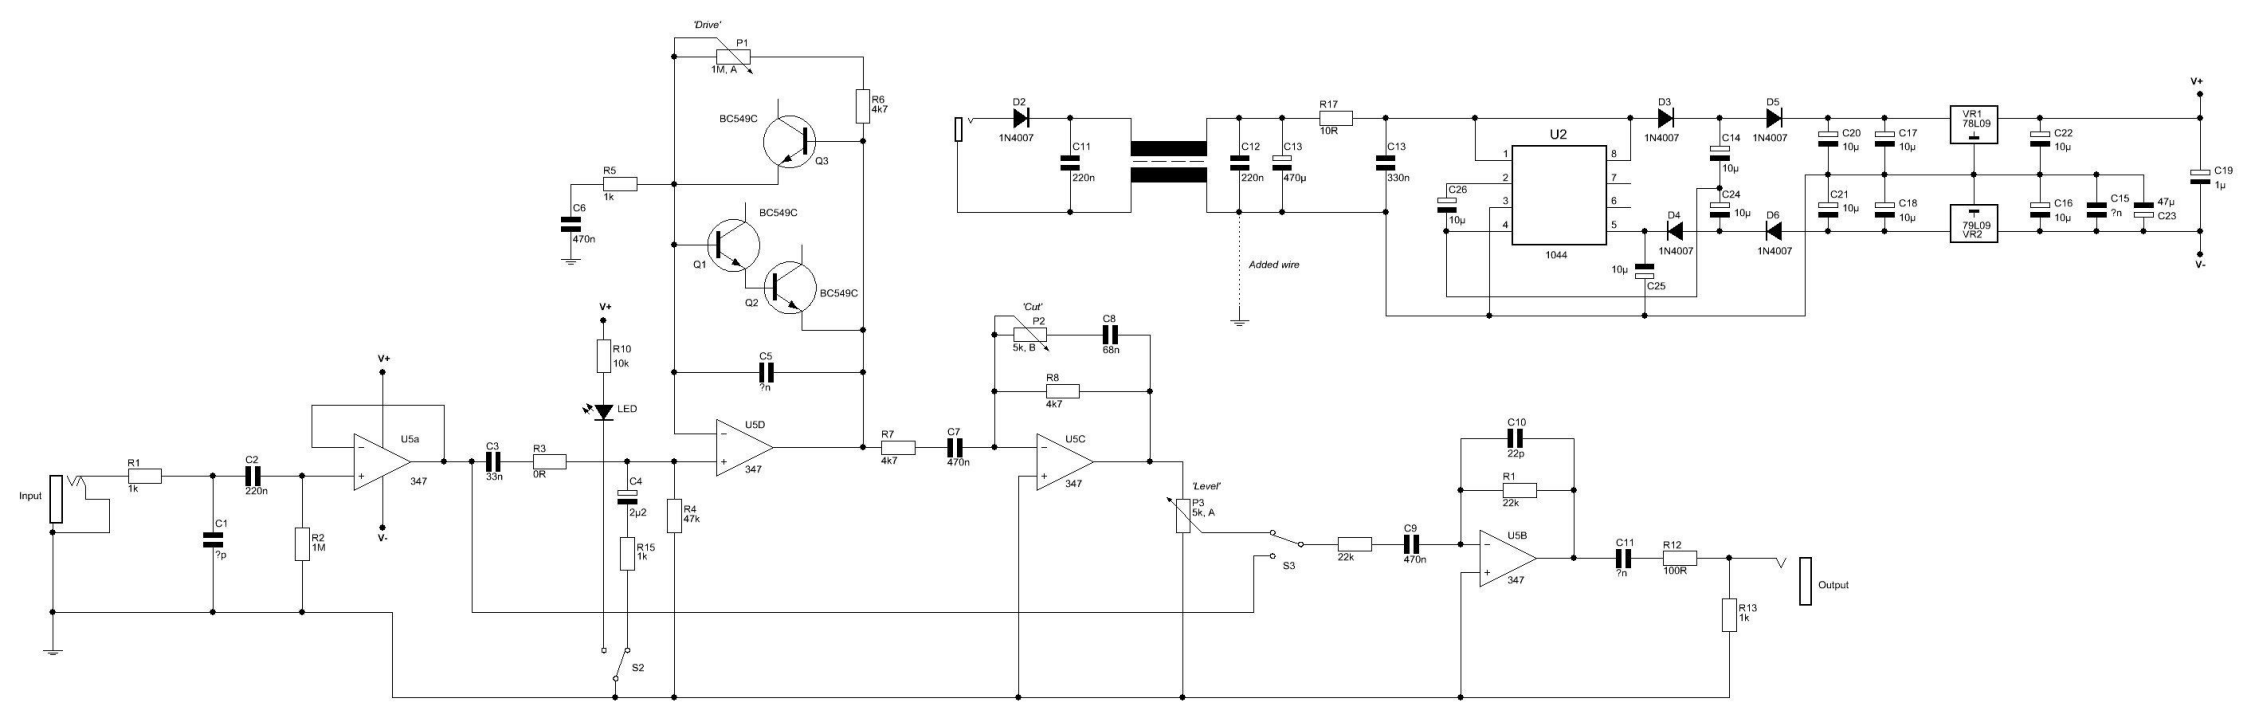 'Drive'
P1
1M, A
R6
4k7
BC549C
Q3
R5
1k
C6
470n
BC549C
Q1
Q2
BC549C
V+
R10
10k
LED
C5
?n
U5D
347
V+
U5a
347
V-
Input
R1
1k
C1
?p
C2
220n
R2
1M
C3
33n
R3
0R
C4
2µ2
R15
1k
R4
47k
S2
R7
4k7
C7
470n
'Cut'
P2
5k, B
C8
68n
R8
4k7
U5C
347
'Level'
P3
5k, A
S3
22k
C9
470n
C10
22p
R1
22k
U5B
347
C11
?n
R12
100R
R13
1k
Output
D2
1N4007
C11
220n
C12
220n
C13
470µ
R17
10R
C13
330n
Added wire
U2
1
2
3
4
8
7
6
5
1044
C26
10µ
D3
1N4007
D4
1N4007
10µ
C25
C14
10µ
C24
10µ
D5
1N4007
D6
1N4007
C20
10µ
C17
10µ
C21
10µ
C18
10µ
VR1
78L09
79L09
VR2
C22
10µ
C16
10µ
C15
?n
47µ
C23
V+
C19
1µ
V-